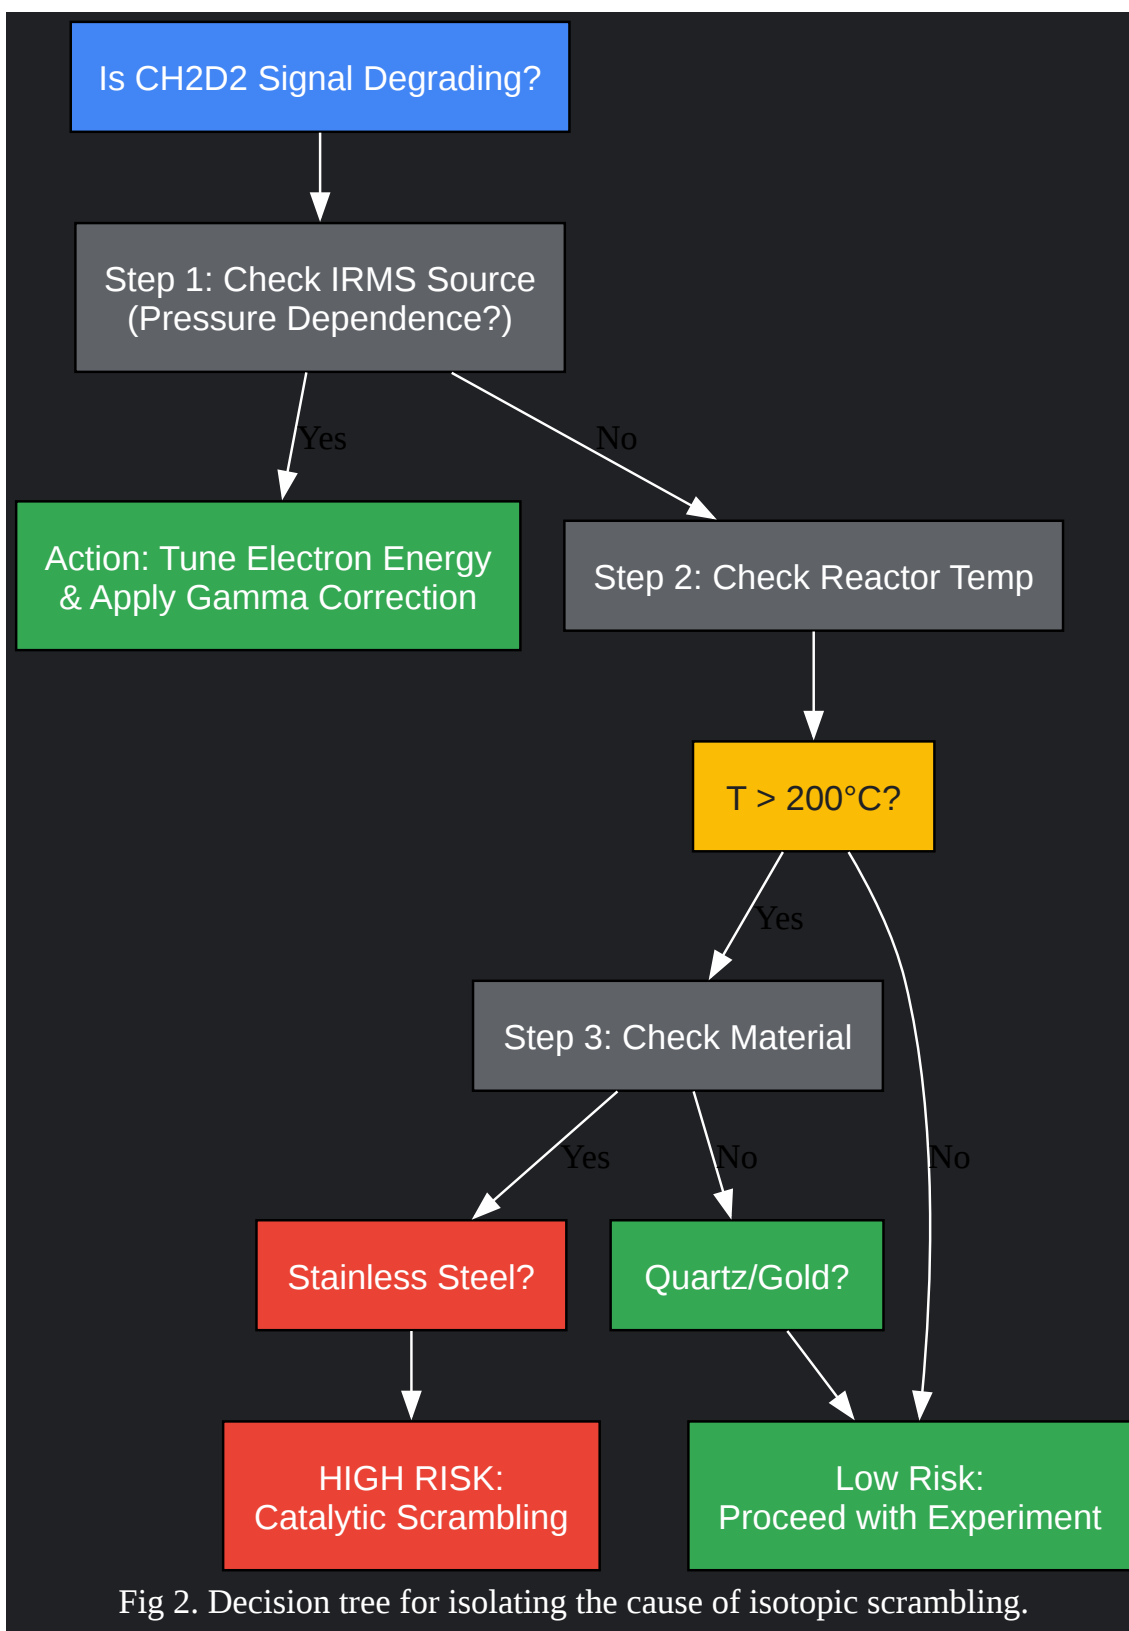 Is CH2D2 Signal Degrading?
Step 1: Check IRMS Source
(Pressure Dependence?)
Yes
No
Action: Tune Electron Energy
& Apply Gamma Correction
Step 2: Check Reactor Temp
T > 200°C?
Yes
Step 3: Check Material
Yes
No
No
Stainless Steel?
Quartz/Gold?
HIGH RISK:
Catalytic Scrambling
Low Risk:
Proceed with Experiment
Fig 2. Decision tree for isolating the cause of isotopic scrambling.